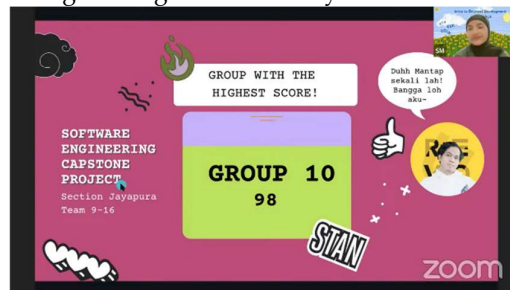 GROUP WITH THE
HIGHEST SCORE!
Duhh Mantap
sekali lah!
Bangga loh
aku~
SM
SOFTWARE
ENGINEERING
CAPSTONE
PROJECT
Section Jayapura
Team 9-16
GROUP 10
98
STAN
zoom